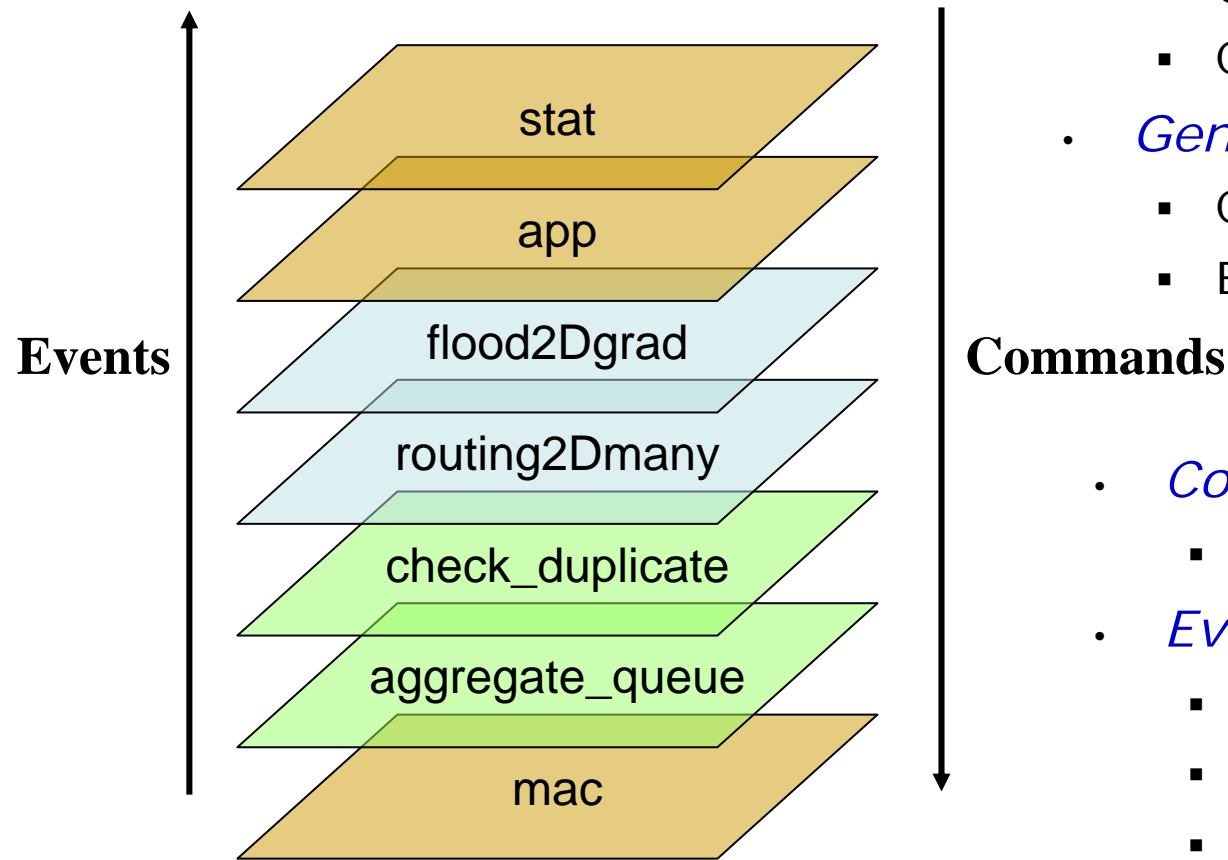 stat
app
flood2Dgrad
routing2Dmany
check_duplicate
aggregate_queue
mac
Events
Commands